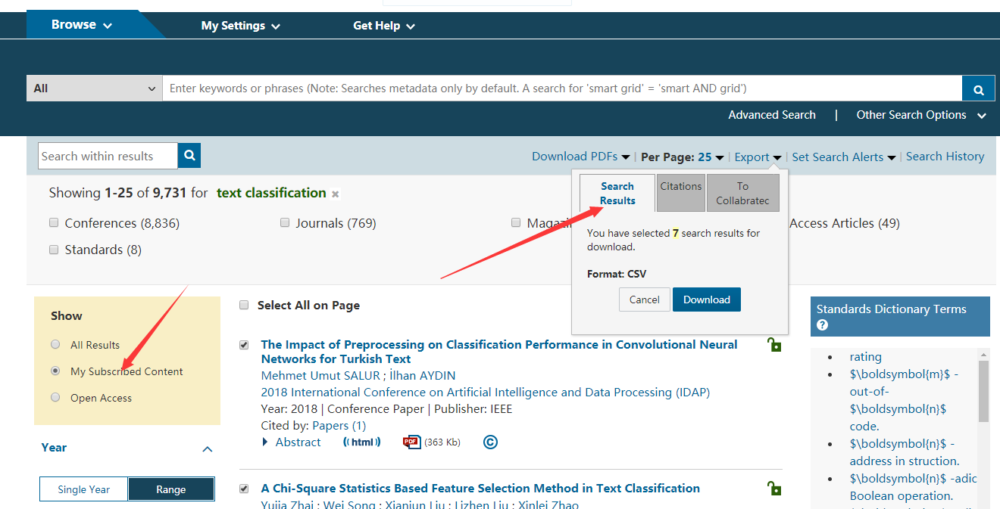 Browse My Settings Get Help
All Enter keywords or phrases (Note: Searches metadata only by default. A search for 'smart grid' = 'smart AND grid')
Advanced Search | Other Search Options
Search within results Download PDFs | Per Page: 25 | Export | Set Search Alerts | Search History
Showing 1-25 of 9,731 for text classification
Conferences (8,836) Journals (769) Access Articles (49)
Standards (8)
Search
Results
Citations
To
Collabratec
You have selected 7 search results for
download.
Format: CSV
Cancel Download
Show
All Results
My Subscribed Content
Open Access
Year
Single Year Range
Select All on Page
The Impact of Preprocessing on Classification Performance in Convolutional Neural
Networks for Turkish Text
Mehmet Umut SALUR ; İlhan AYDIN
2018 International Conference on Artificial Intelligence and Data Processing (IDAP)
Year: 2018 | Conference Paper | Publisher: IEEE
Cited by: Papers (1)
Abstract ((html)) PDF (363 Kb) ©
A Chi-Square Statistics Based Feature Selection Method in Text Classification
Yujia Zhai ; Wei Song ; Xianjun Liu ; Lizhen Liu ; Xinlei Zhao
Standards Dictionary Terms
?
rating
$\boldsymbol{m}$ -
out-of-
$\boldsymbol{n}$
code.
$\boldsymbol{n}$ -
address in struction.
$\boldsymbol{n}$ -adic
Boolean operation.